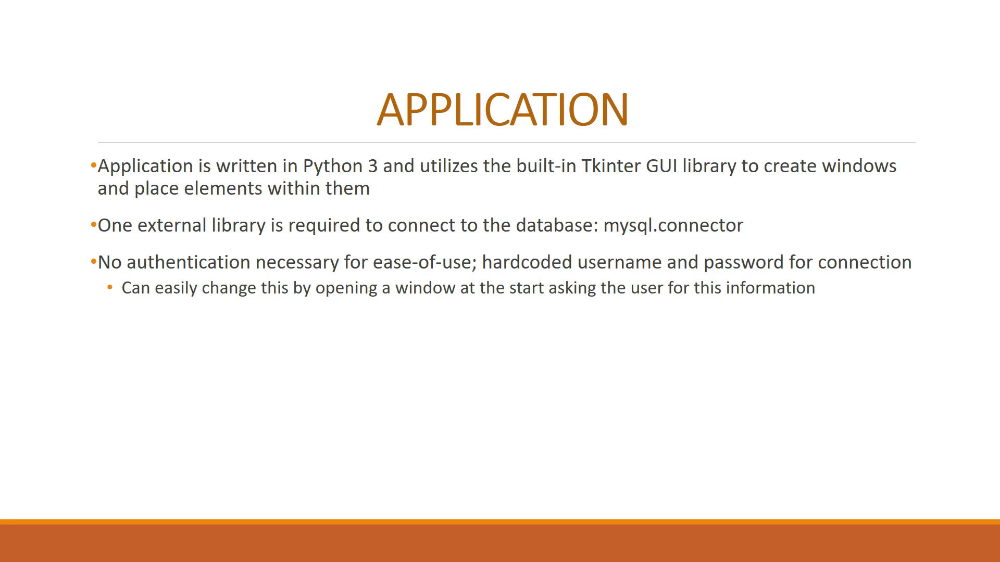 APPLICATION
•Application is written in Python 3 and utilizes the built-in Tkinter GUI library to create windows
and place elements within them
•One external library is required to connect to the database: mysql.connector
•No authentication necessary for ease-of-use; hardcoded username and password for connection
• Can easily change this by opening a window at the start asking the user for this information